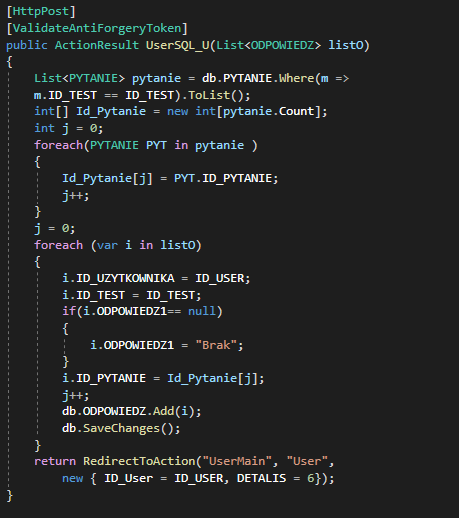 [HttpPost]
[ValidateAntiForgeryToken]
public ActionResult UserSQL_U(List<ODPOWIEDZ> listO)
{
List<PYTANIE> pytanie = db.PYTANIE.Where(m =>
m.ID_TEST == ID_TEST).ToList();
int[] Id_Pytanie = new int[pytanie.Count];
int j = 0;
foreach(PYTANIE PYT in pytanie )
{
Id_Pytanie[j] = PYT.ID_PYTANIE;
j++;
}
j = 0;
foreach (var i in listO)
{
i.ID_UZYTKOWNIKA = ID_USER;
i.ID_TEST = ID_TEST;
if(i.ODPOWIEDZ1== null)
{
i.ODPOWIEDZ1 = "Brak";
}
i.ID_PYTANIE = Id_Pytanie[j];
j++;
db.ODPOWIEDZ.Add(i);
db.SaveChanges();
}
return RedirectToAction("UserMain", "User",
new { ID_User = ID_USER, DETALIS = 6});
}